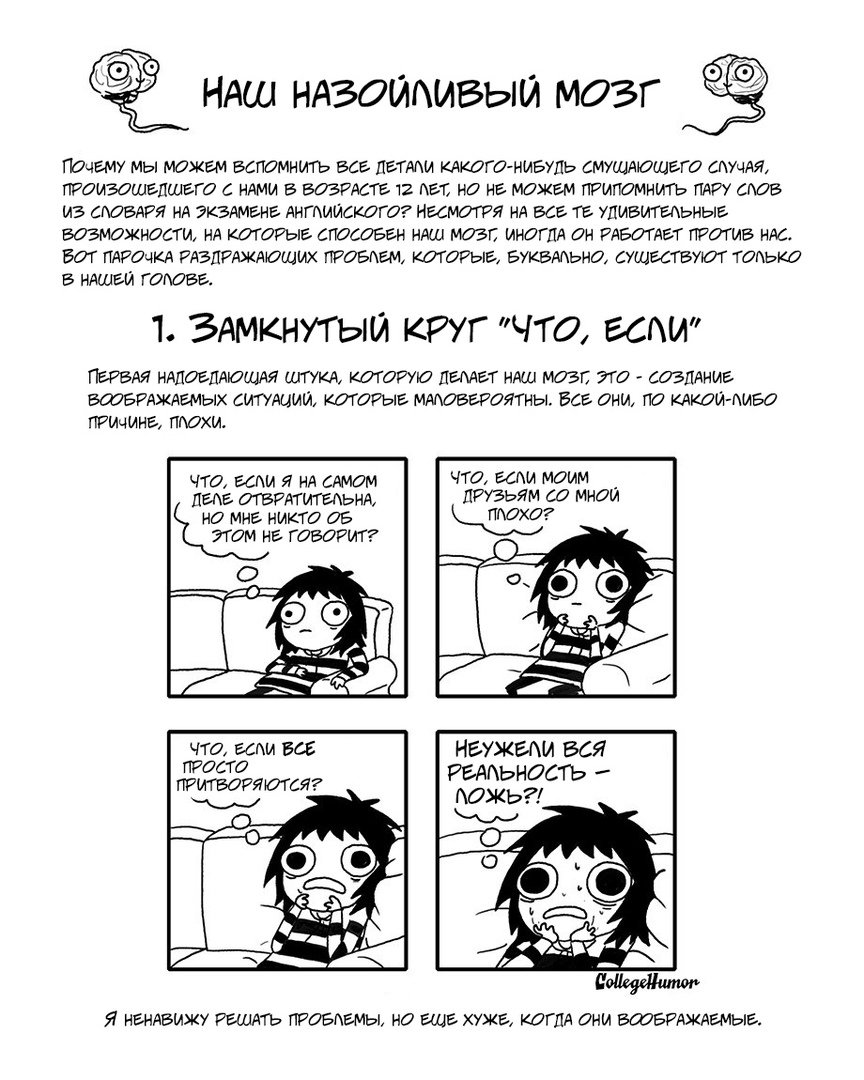 Наш назойливый мозг
Почему мы можем вспомнить все детали какого-нибудь смущающего случая,
произошедшего с нами в возрасте 12 лет, но не можем припомнить пару слов
из словаря на экзамене английского? Несмотря на все те удивительные
возможности, на которые способен наш мозг, иногда он работает против нас.
Вот парочка раздражающих проблем, которые, буквально, существуют только
в нашей голове.
1. Замкнутый круг "Что, если"
Первая надоедающая штука, которую делает наш мозг, это - создание
воображаемых ситуаций, которые маловероятны. Все они, по какой-либо
причине, плохи.
Что, если я на самом
деле отвратительна,
но мне никто об
этом не говорит?
Что, если моим
друзьям со мной
плохо?
Что, если все
просто
притворяются?
Неужели вся
реальность –
ложь?!
CollegeHumor
Я ненавижу решать проблемы, но еще хуже, когда они воображаемые.